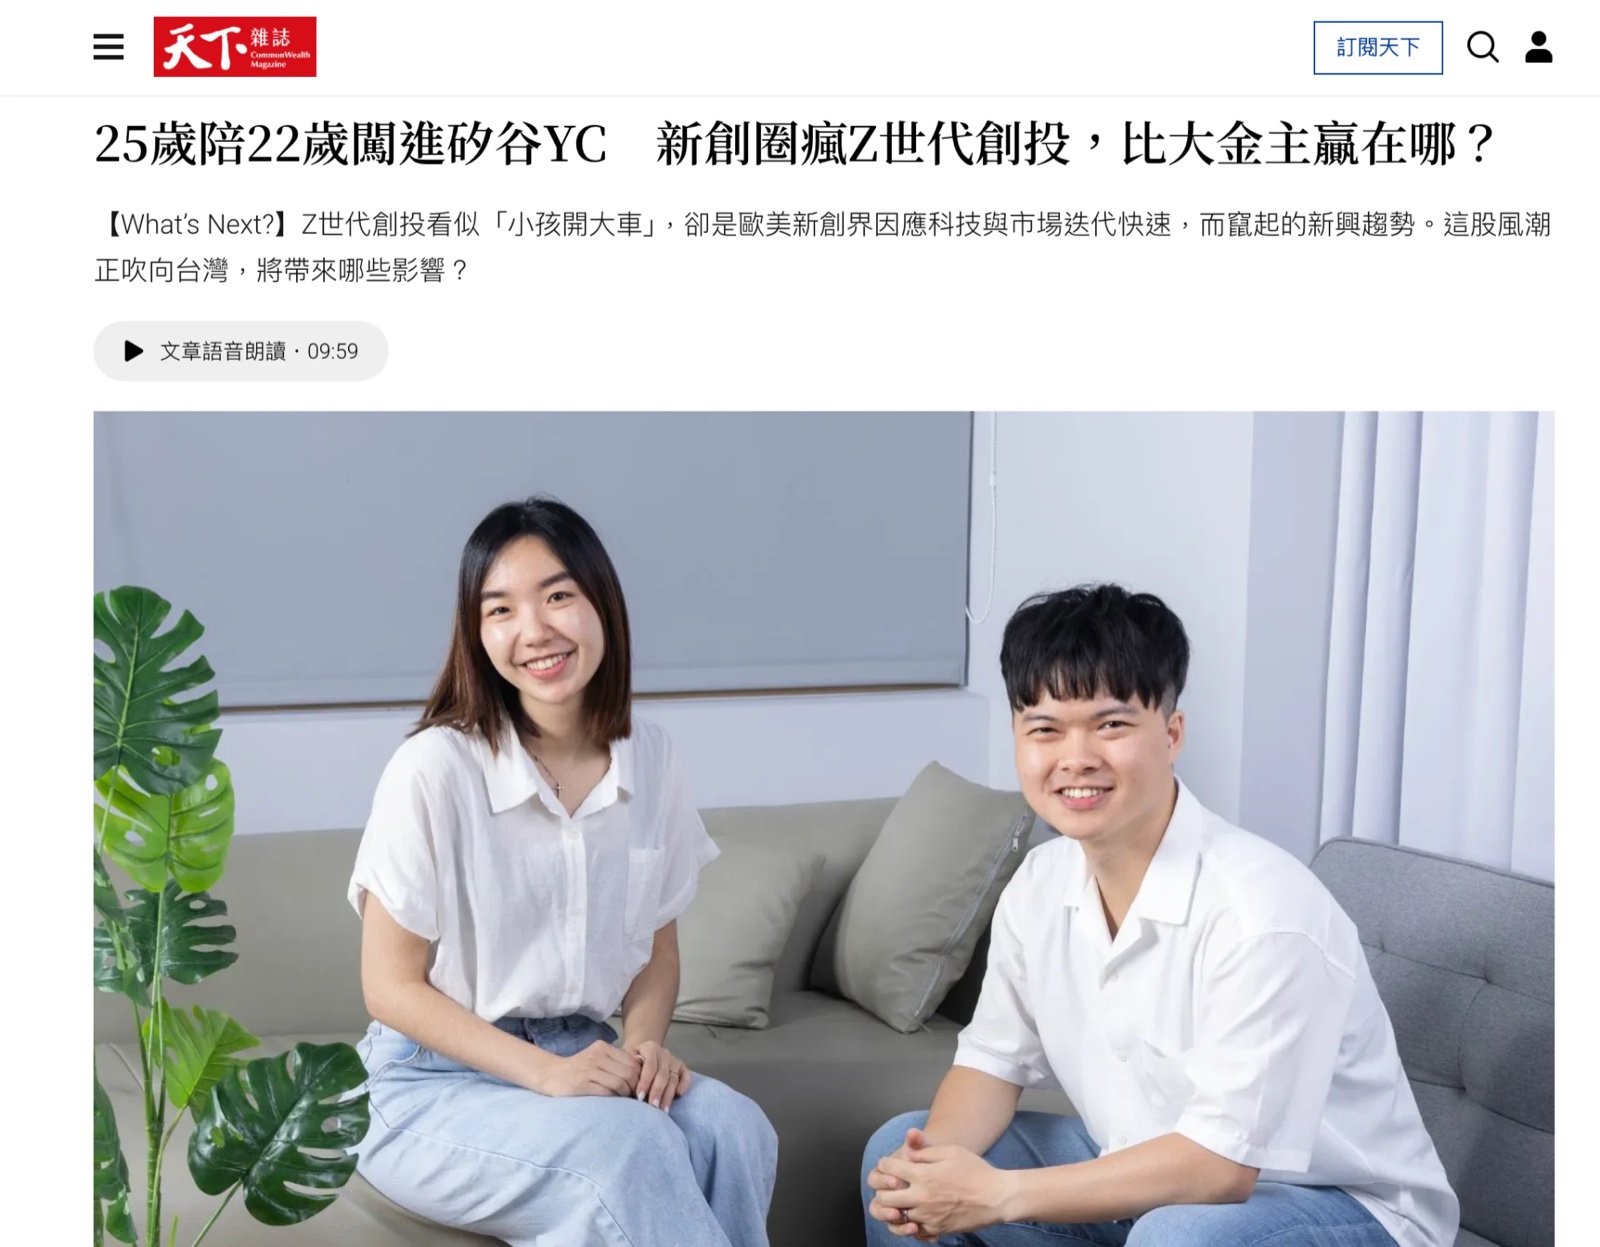 天下雜誌
CommonWealth
Magazine
訂閱天下
25歲陪22歲闖進矽谷YC　新創圈瘋Z世代創投，比大金主贏在哪？
【What’s Next?】Z世代創投看似「小孩開大車」，卻是歐美新創界因應科技與市場迭代快速，而竄起的新興趨勢。這股風潮
正吹向台灣，將帶來哪些影響？
文章語音朗讀・09:59